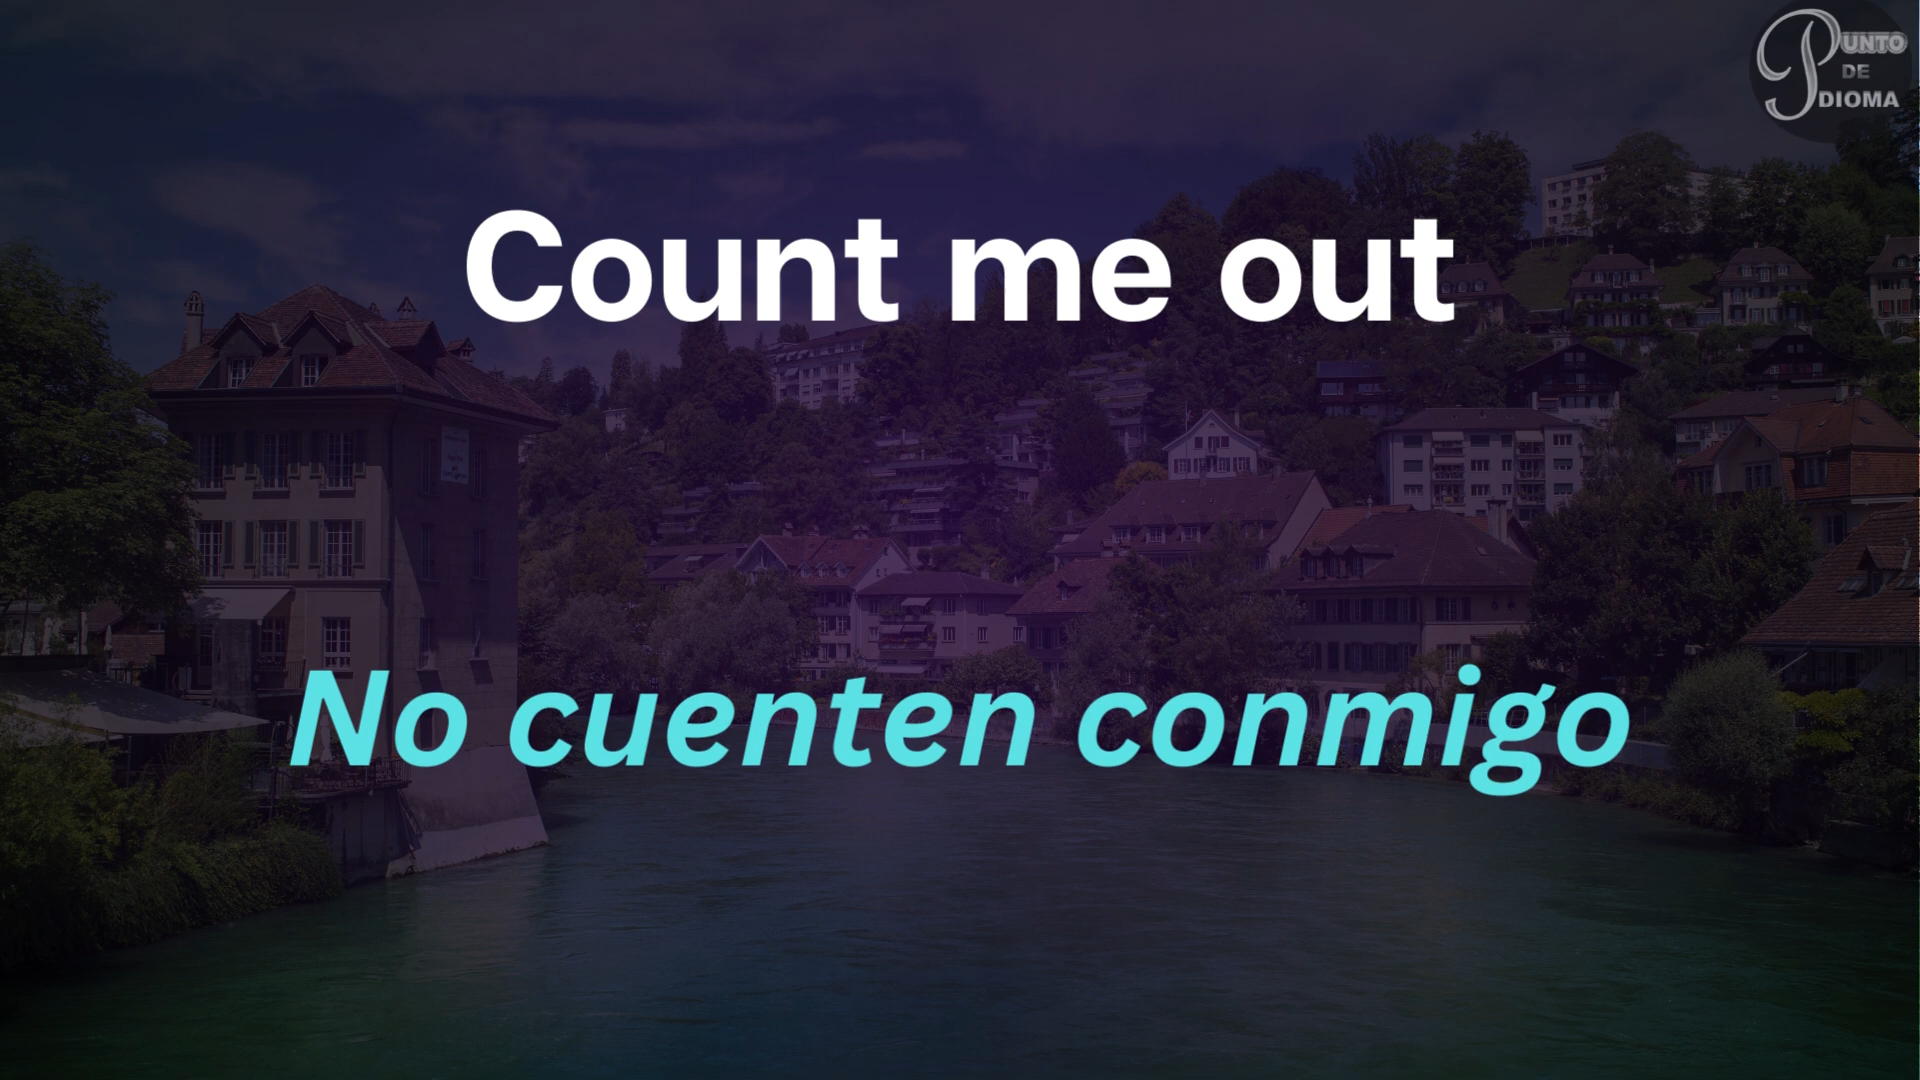 PUNTO
DE
IDIOMA
Count me out
No cuenten conmigo